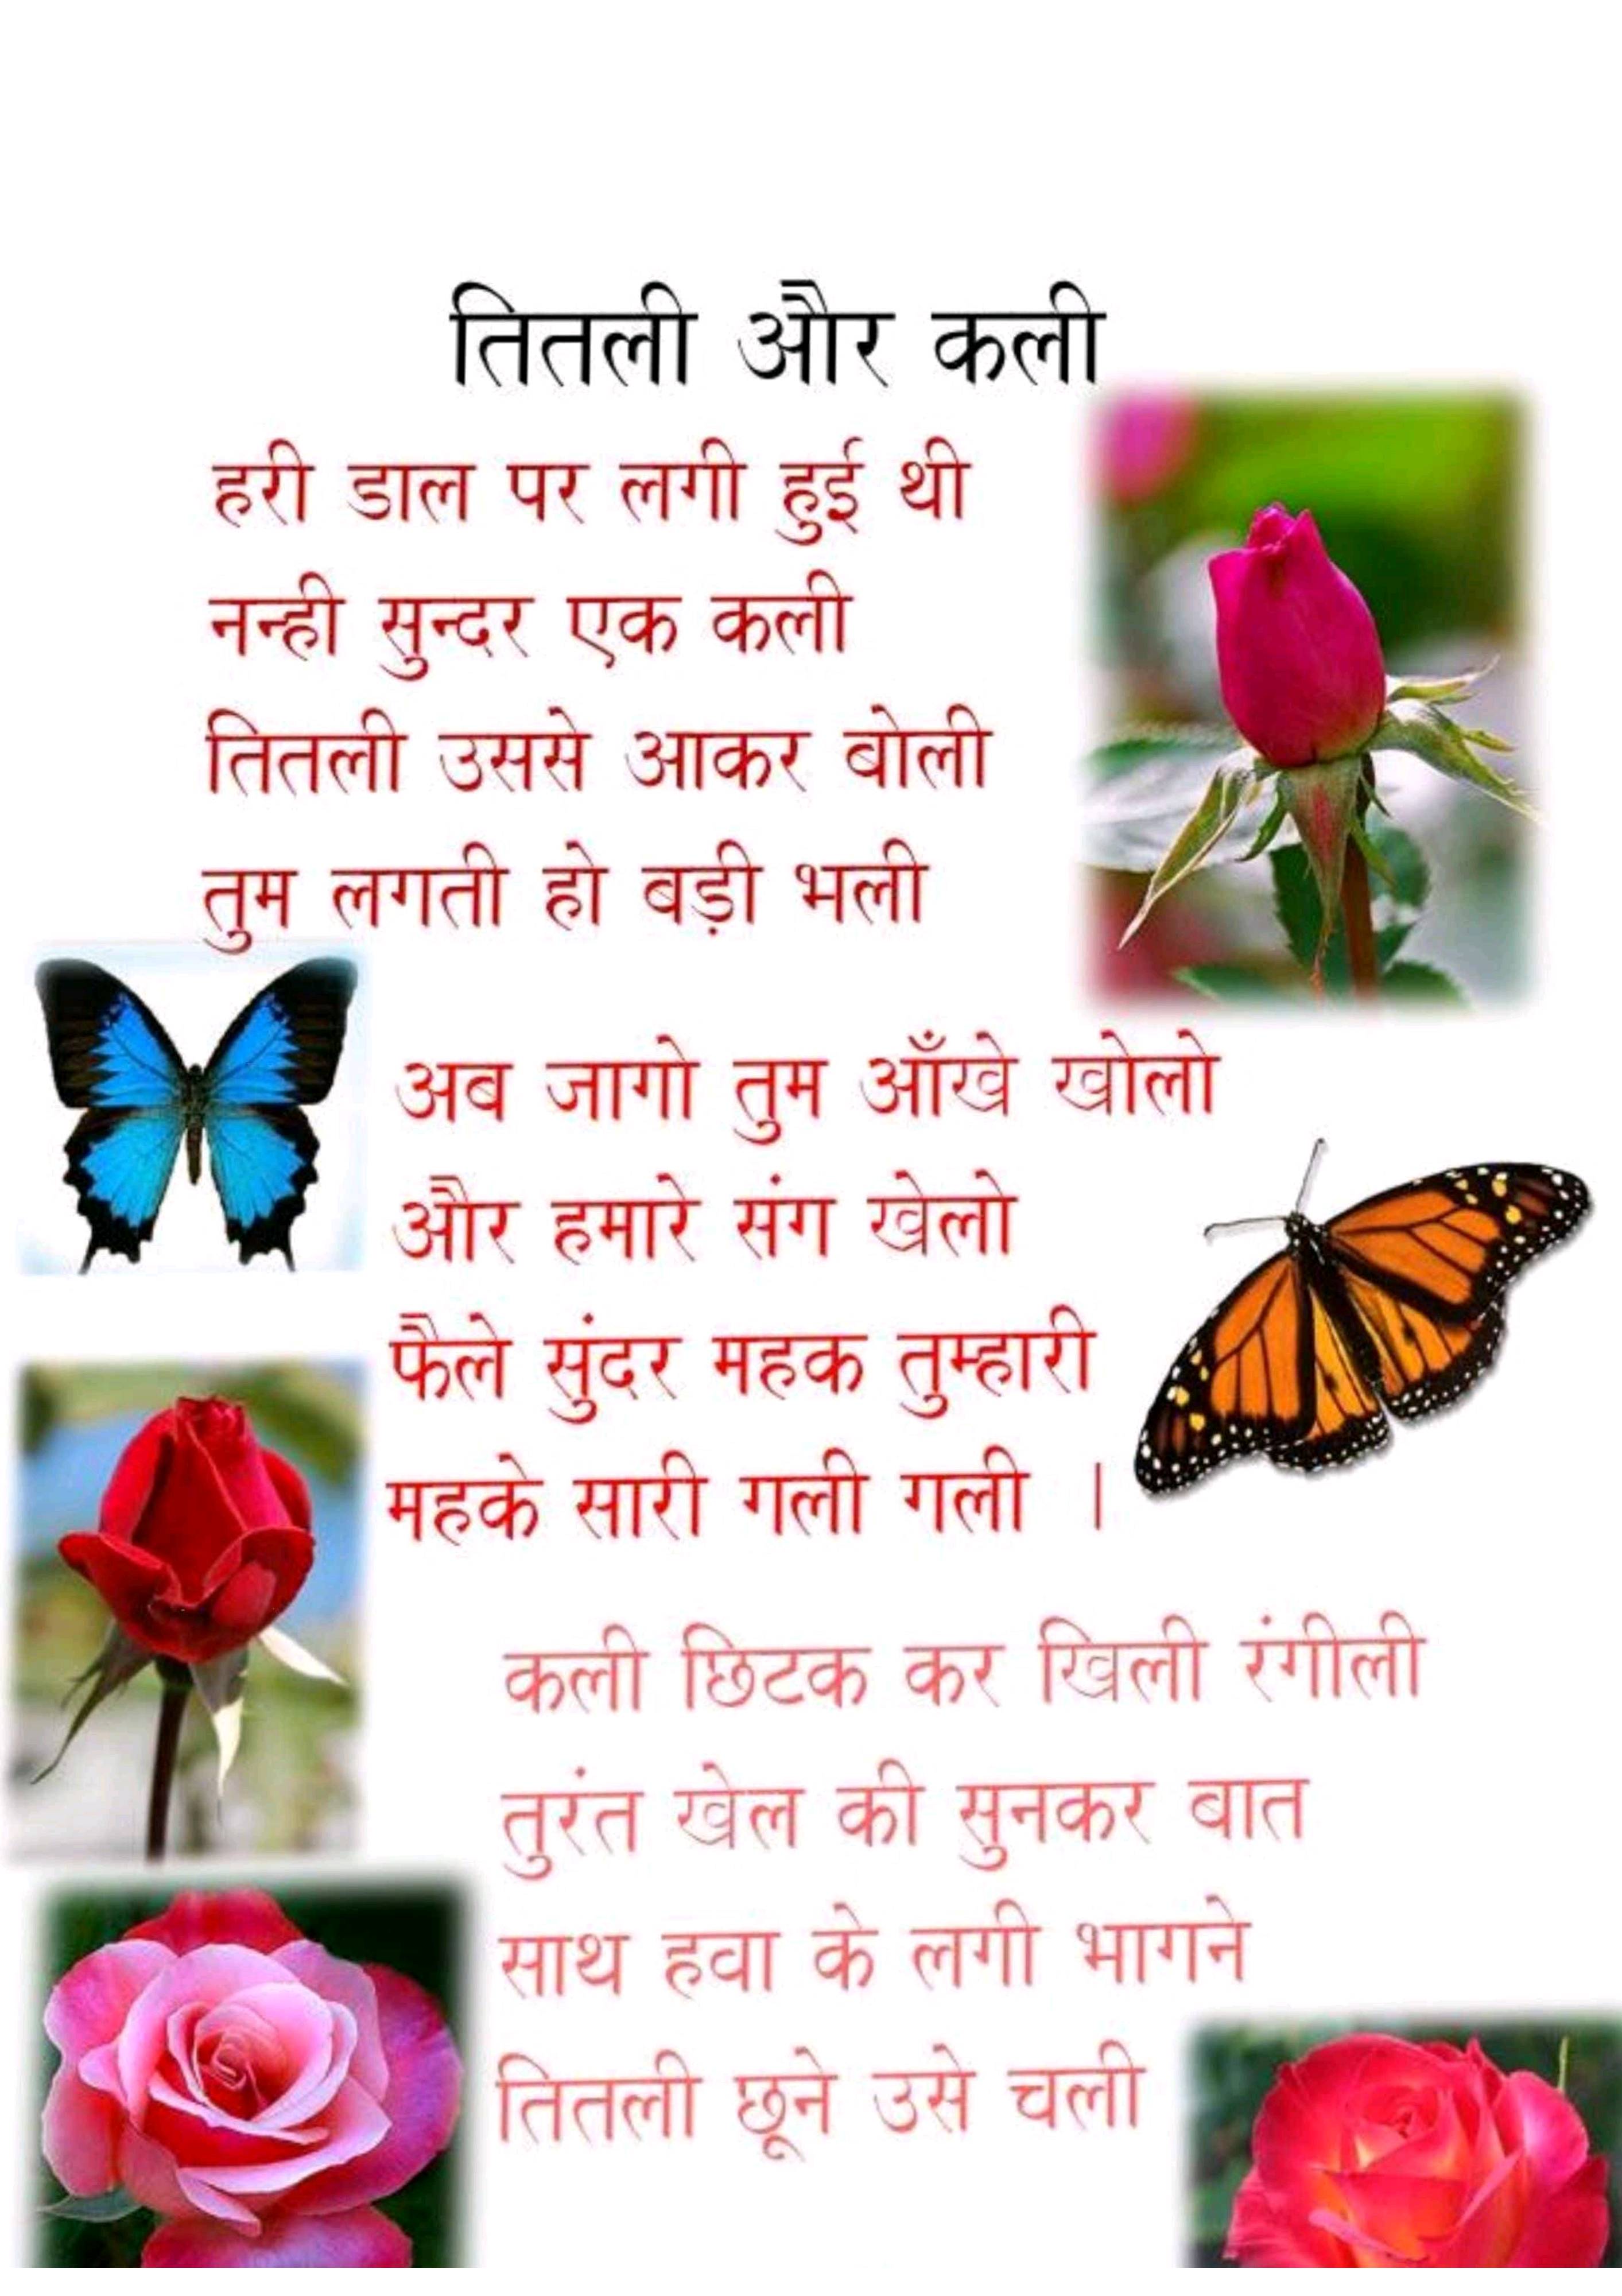 तितली और कली
हरी डाल पर लगी हुई थी
नन्ही सुन्दर एक कली
तितली उससे आकर बोली
तुम लगती हो बड़ी भली
अब जागो तुम आँखे खोलो
और हमारे संग खेलो
फैले सुंदर महक तुम्हारी
महके सारी गली गली ।
कली छिटक कर खिली रंगीली
तुरंत खेल की सुनकर बात
साथ हवा के लगी भागने
तितली छूने उसे चली